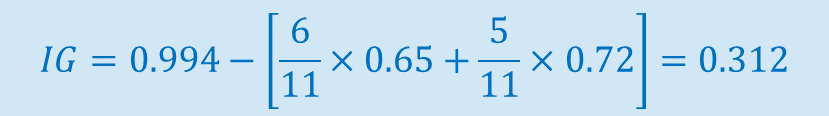 IG = 0.994 − [6/11 × 0.65 + 5/11 × 0.72] = 0.312